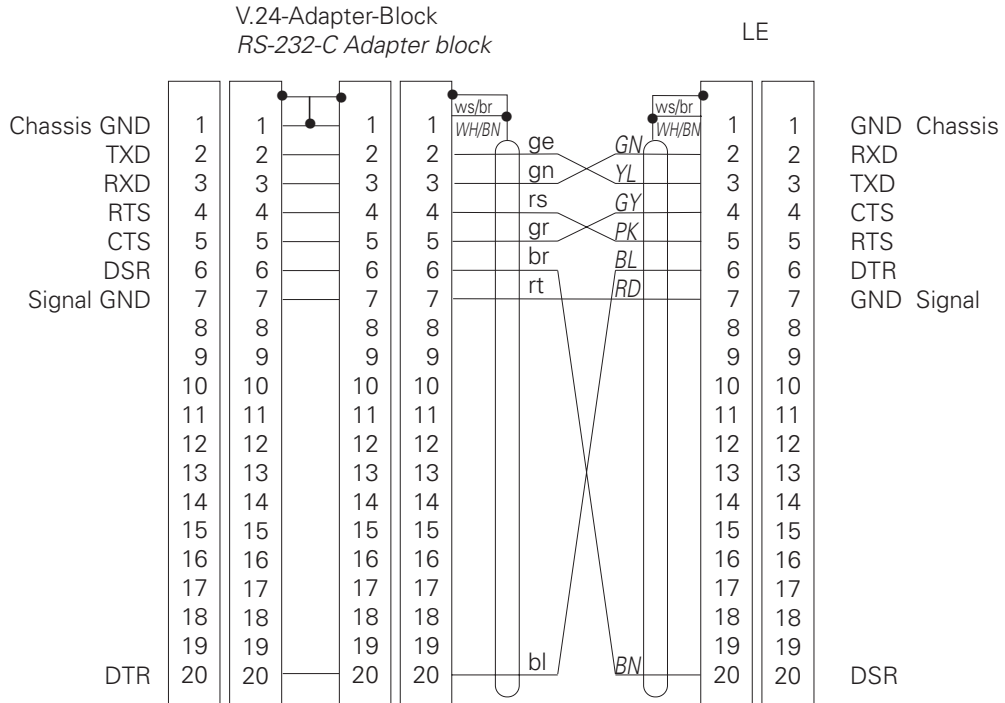 V.24-Adapter-Block
RS-232-C Adapter block
LE
ws/br ws/br
Chassis GND 1 1 1 1 WH/BN WH/BN 1 1 GND Chassis
TXD 2 2 2 2 ge GN 2 2 RXD
RXD 3 3 3 3 gn YL 3 3 TXD
RTS 4 4 4 4 rs GY 4 4 CTS
CTS 5 5 5 5 gr PK 5 5 RTS
DSR 6 6 6 6 br BL 6 6 DTR
Signal GND 7 7 7 7 rt RD 7 7 GND Signal
8 8 8 8 8 8
9 9 9 9 9 9
10 10 10 10 10 10
11 11 11 11 11 11
12 12 12 12 12 12
13 13 13 13 13 13
14 14 14 14 14 14
15 15 15 15 15 15
16 16 16 16 16 16
17 17 17 17 17 17
18 18 18 18 18 18
19 19 19 19 19 19
DTR 20 20 20 20 bl BN 20 20 DSR